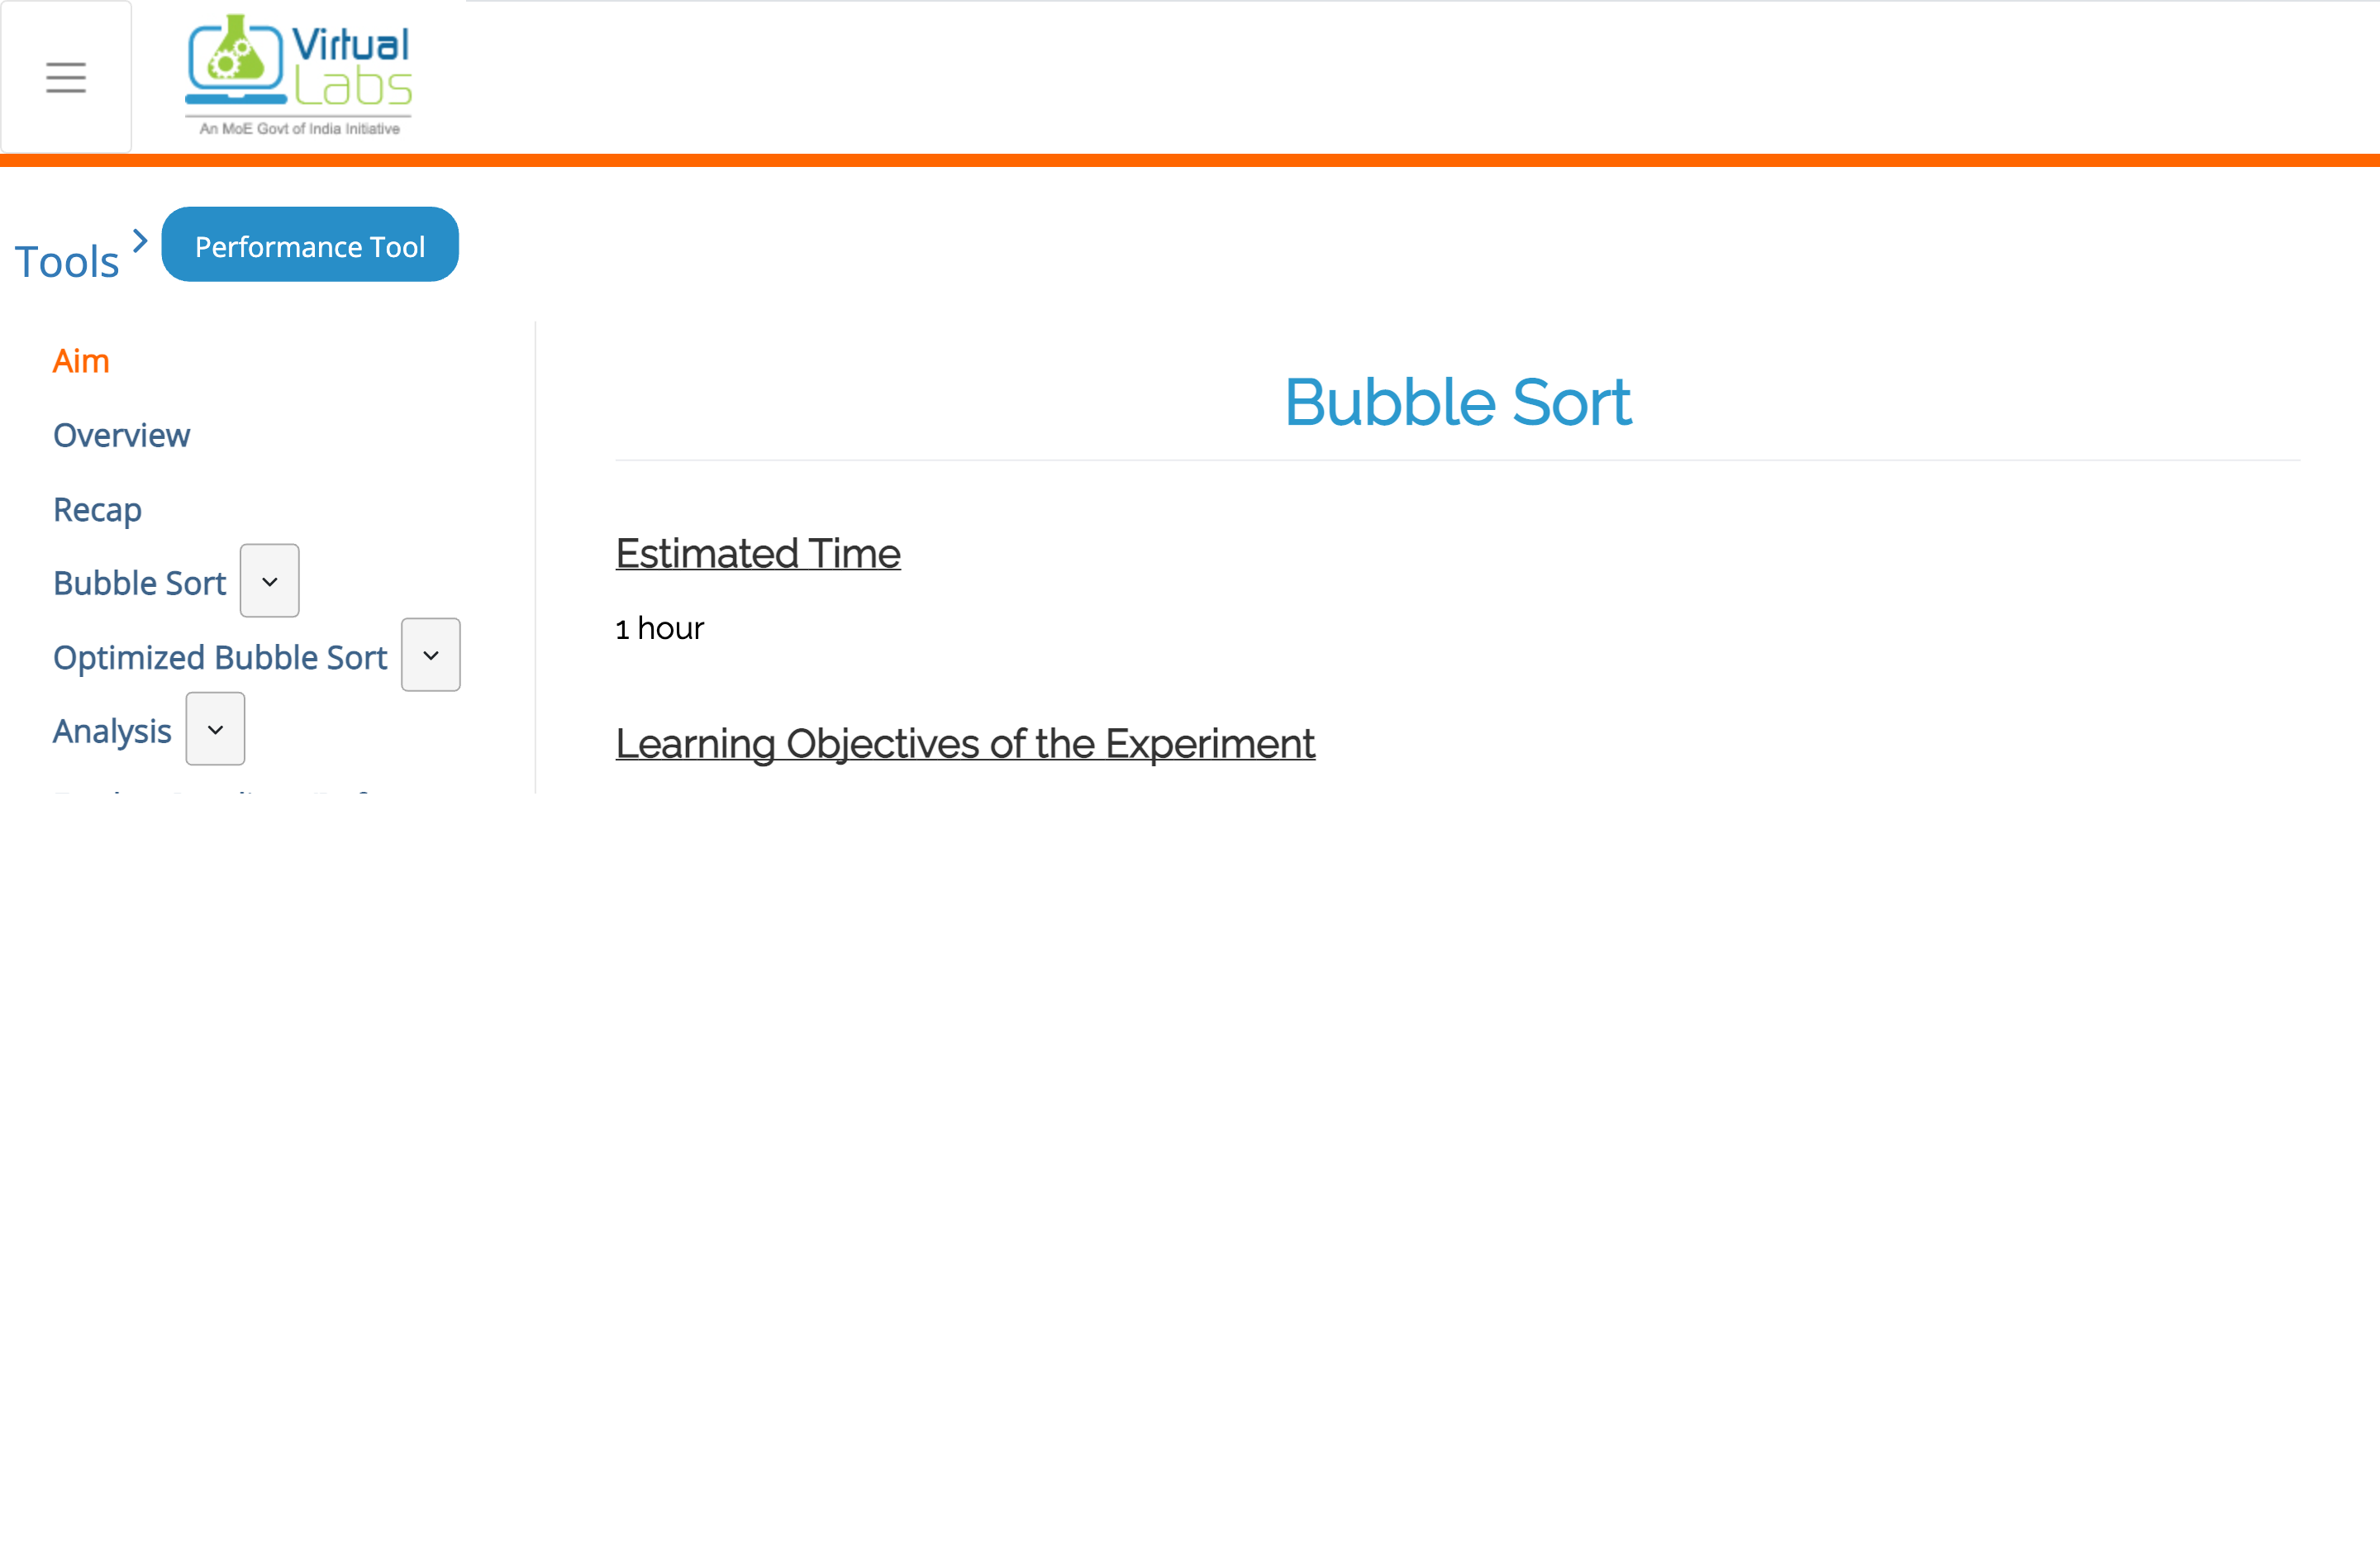 Virtual
Labs
An MoE Govt of India Initiative
Tools
Performance Tool
Aim
Overview
Recap
Bubble Sort
Optimized Bubble Sort
Analysis
Bubble Sort
Estimated Time
1 hour
Learning Objectives of the Experiment